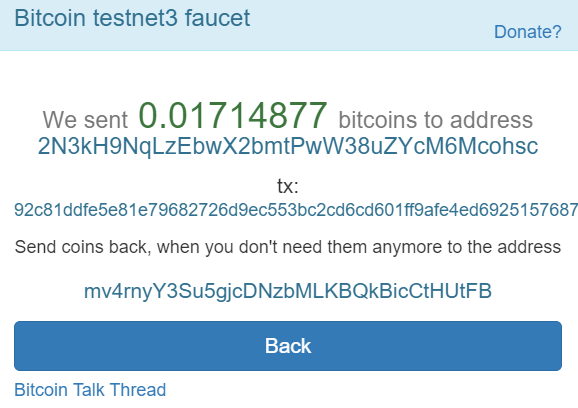 Bitcoin testnet3 faucet
Donate?
We sent 0.01714877 bitcoins to address
2N3kH9NqLzEbwX2bmtPwW38uZYcM6Mcohsc
tx:
92c81ddfe5e81e79682726d9ec553bc2cd6cd601ff9afe4ed6925157687
Send coins back, when you don't need them anymore to the address
mv4rnyY3Su5gjcDNzbMLKBQkBicCtHUtFB
Back
Bitcoin Talk Thread